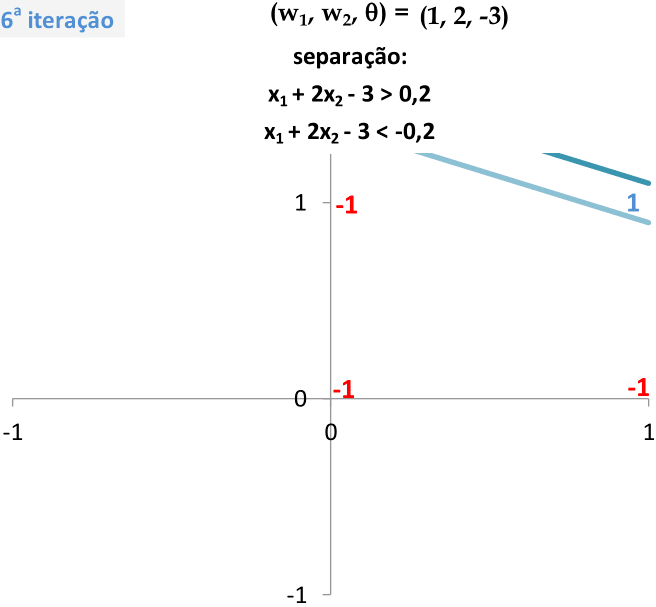 6ª iteração
(w₁, w₂, θ) = (1, 2, -3)
separação:
x₁ + 2x₂ - 3 > 0,2
x₁ + 2x₂ - 3 < -0,2
1 -1 1
0 -1 -1
-1 0 1
-1